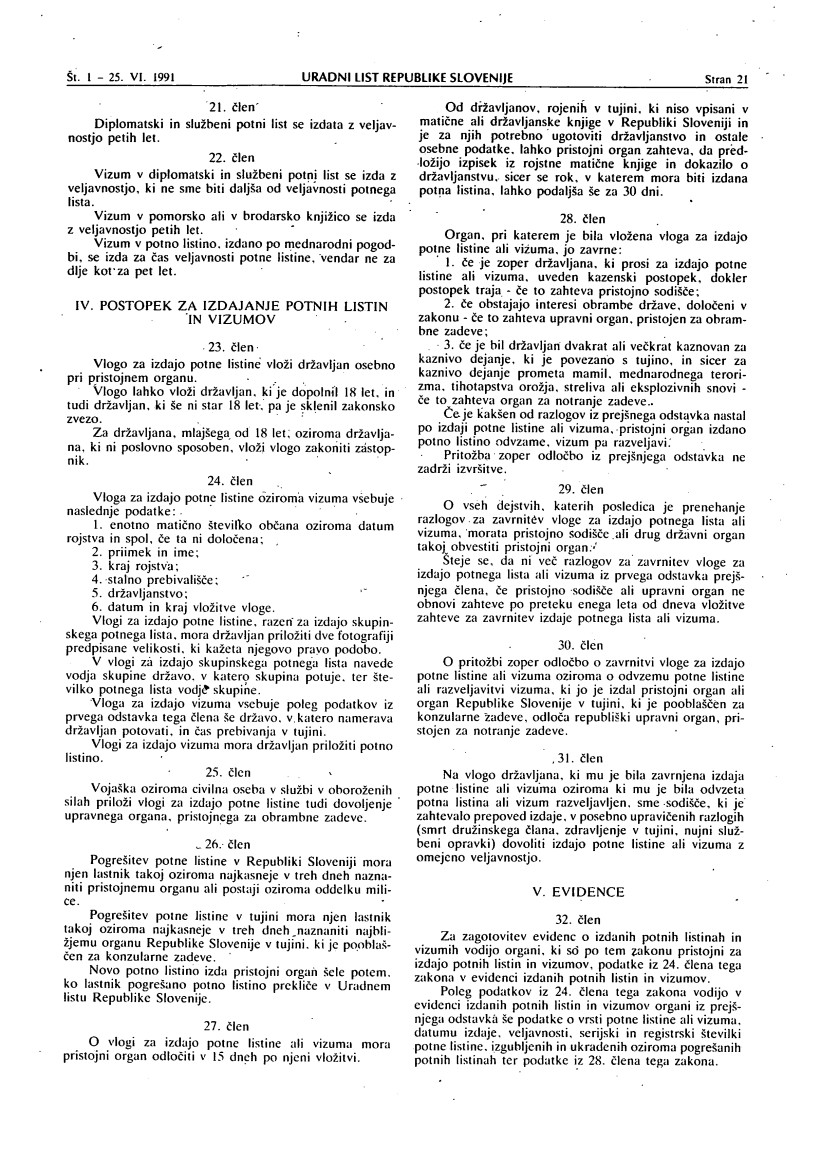 Št. 1 – 25. VI. 1991
URADNI LIST REPUBLIKE SLOVENIJE
Stran 21
21. člen
Diplomatski in službeni potni list se izdata z veljav-
nostjo petih let.
22. člen
Vizum v diplomatski in službeni potni list se izda z
veljavnostjo, ki ne sme biti daljša od veljavnosti potnega
lista.
Vizum v pomorsko ali v brodarsko knjižico se izda
z veljavnostjo petih let.
Vizum v potno listino, izdano po mednarodni pogod-
bi, se izda za čas veljavnosti potne listine, vendar ne za
dlje kot za pet let.
IV. POSTOPEK ZA IZDAJANJE POTNIH LISTIN
IN VIZUMOV
23. člen
Vlogo za izdajo potne listine vloži državljan osebno
pri pristojnem organu.
Vlogo lahko vloži državljan, ki je dopolnil 18 let, in
tudi državljan, ki še ni star 18 let, pa je sklenil zakonsko
zvezo.
Za državljana, mlajšega od 18 let, oziroma državlja-
na, ki ni poslovno sposoben, vloži vlogo zakoniti zastop-
nik.
24. člen
Vloga za izdajo potne listine oziroma vizuma vsebuje
naslednje podatke:
1. enotno matično številko občana oziroma datum
rojstva in spol, če ta ni določena;
2. priimek in ime;
3. kraj rojstva;
4. stalno prebivališče;
5. državljanstvo;
6. datum in kraj vložitve vloge.
Vlogi za izdajo potne listine, razen za izdajo skupin-
skega potnega lista, mora državljan priložiti dve fotografiji
predpisane velikosti, ki kažeta njegovo pravo podobo.
V vlogi za izdajo skupinskega potnega lista navede
vodja skupine državo, v katero skupina potuje, ter šte-
vilko potnega lista vodje skupine.
Vloga za izdajo vizuma vsebuje poleg podatkov iz
prvega odstavka tega člena še državo, v katero namerava
državljan potovati, in čas prebivanja v tujini.
Vlogi za izdajo vizuma mora državljan priložiti potno
listino.
25. člen
Vojaška oziroma civilna oseba v službi v oboroženih
silah priloži vlogi za izdajo potne listine tudi dovoljenje
upravnega organa, pristojnega za obrambne zadeve.
26. člen
Pogrešitev potne listine v Republiki Sloveniji mora
njen lastnik takoj oziroma najkasneje v treh dneh nazna-
niti pristojnemu organu ali postaji oziroma oddelku mili-
ce.
Pogrešitev potne listine v tujini mora njen lastnik
takoj oziroma najkasneje v treh dneh naznaniti najbli-
žjemu organu Republike Slovenije v tujini, ki je pooblaš-
čen za konzularne zadeve.
Novo potno listino izda pristojni organ šele potem,
ko lastnik pogrešano potno listino prekliče v Uradnem
listu Republike Slovenije.
27. člen
O vlogi za izdajo potne listine ali vizuma mora
pristojni organ odločiti v 15 dneh po njeni vložitvi.
Od državljanov, rojenih v tujini, ki niso vpisani v
matične ali državljanske knjige v Republiki Sloveniji in
je za njih potrebno ugotoviti državljanstvo in ostale
osebne podatke, lahko pristojni organ zahteva, da pred-
ložijo izpisek iz rojstne matične knjige in dokazilo o
državljanstvu, sicer se rok, v katerem mora biti izdana
potna listina, lahko podaljša še za 30 dni.
28. člen
Organ, pri katerem je bila vložena vloga za izdajo
potne listine ali vizuma, jo zavrne:
1. če je zoper državljana, ki prosi za izdajo potne
listine ali vizuma, uveden kazenski postopek, dokler
postopek traja - če to zahteva pristojno sodišče;
2. če obstajajo interesi obrambe države, določeni v
zakonu - če to zahteva upravni organ, pristojen za obram-
bne zadeve;
3. če je bil državljan dvakrat ali večkrat kaznovan za
kaznivo dejanje, ki je povezano s tujino, in sicer za
kaznivo dejanje prometa mamil, mednarodnega terori-
zma, tihotapstva orožja, streliva ali eksplozivnih snovi -
če to zahteva organ za notranje zadeve..
Če je kakšen od razlogov iz prejšnega odstavka nastal
po izdaji potne listine ali vizuma, pristojni organ izdano
potno listino odvzame, vizum pa razveljavi.
Pritožba zoper odločbo iz prejšnega odstavka ne
zadrži izvršitve.
29. člen
O vseh dejstvih, katerih posledica je prenehanje
razlogov za zavrnitev vloge za izdajo potnega lista ali
vizuma, morata pristojno sodišče ali drug državni organ
takoj obvestiti pristojni organ.
Šteje se, da ni več razlogov za zavrnitev vloge za
izdajo potnega lista ali vizuma iz prvega odstavka prejš-
njega člena, če pristojno sodišče ali upravni organ ne
obnovi zahteve po preteku enega leta od dneva vložitve
zahteve za zavrnitev izdaje potnega lista ali vizuma.
30. člen
O pritožbi zoper odločbo o zavrnitvi vloge za izdajo
potne listine ali vizuma oziroma o odvzemu potne listine
ali razveljavitvi vizuma, ki jo je izdal pristojni organ ali
organ Republike Slovenije v tujini, ki je pooblaščen za
konzularne zadeve, odloča republiški upravni organ, pri-
stojen za notranje zadeve.
31. člen
Na vlogo državljana, ki mu je bila zavrnjena izdaja
potne listine ali vizuma oziroma ki mu je bila odvzeta
potna listina ali vizum razveljavljen, sme sodišče, ki je
zahtevalo prepoved izdaje, v posebno upravičenih razlogih
(smrt družinskega člana, zdravljenje v tujini, nujni služ-
beni opravki) dovoliti izdajo potne listine ali vizuma z
omejeno veljavnostjo.
V. EVIDENCE
32. člen
Za zagotovitev evidenc o izdanih potnih listinah in
vizumih vodijo organi, ki so po tem zakonu pristojni za
izdajo potnih listin in vizumov, podatke iz 24. člena tega
zakona v evidenci izdanih potnih listin in vizumov.
Poleg podatkov iz 24. člena tega zakona vodijo v
evidenci izdanih potnih listin in vizumov organi iz prejš-
njega odstavka še podatke o vrsti potne listine ali vizuma,
datumu izdaje, veljavnosti, serijski in registrski številki
potne listine, izgubljenih in ukradenih oziroma pogrešanih
potnih listinah ter podatke iz 28. člena tega zakona.